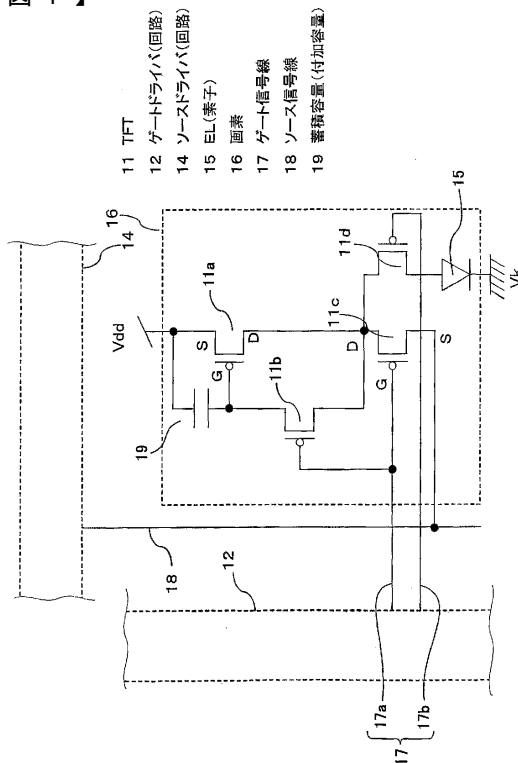 図 1 】
11 TFT
12 ゲートドライバ(回路)
14 ソースドライバ(回路)
15 EL(素子)
16 画素
17 ゲート信号線
18 ソース信号線
19 蓄積容量(付加容量)
14
16
Vdd
S
11a
G
D
19
11b
D
11c
G
S
11d
15
Vk
18
12
17a
17b
17